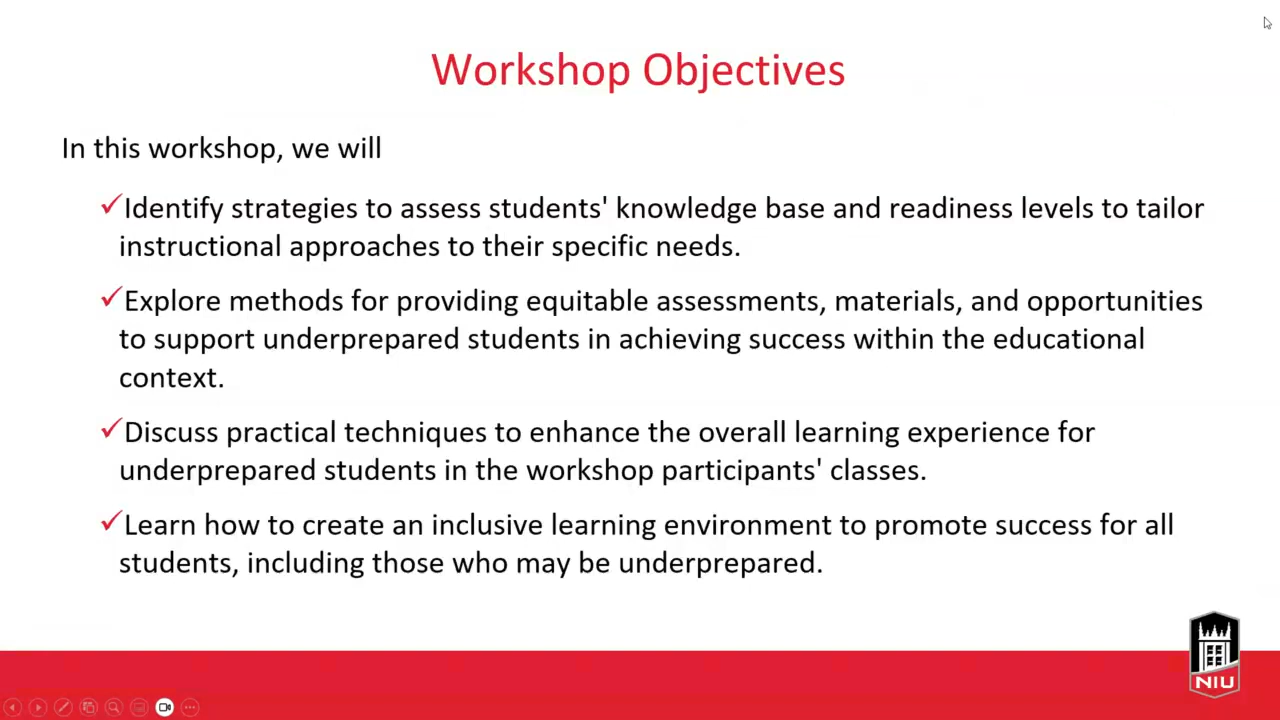 Workshop Objectives
In this workshop, we will
Identify strategies to assess students' knowledge base and readiness levels to tailor
instructional approaches to their specific needs.
Explore methods for providing equitable assessments, materials, and opportunities
to support underprepared students in achieving success within the educational
context.
Discuss practical techniques to enhance the overall learning experience for
underprepared students in the workshop participants' classes.
Learn how to create an inclusive learning environment to promote success for all
students, including those who may be underprepared.
NIU